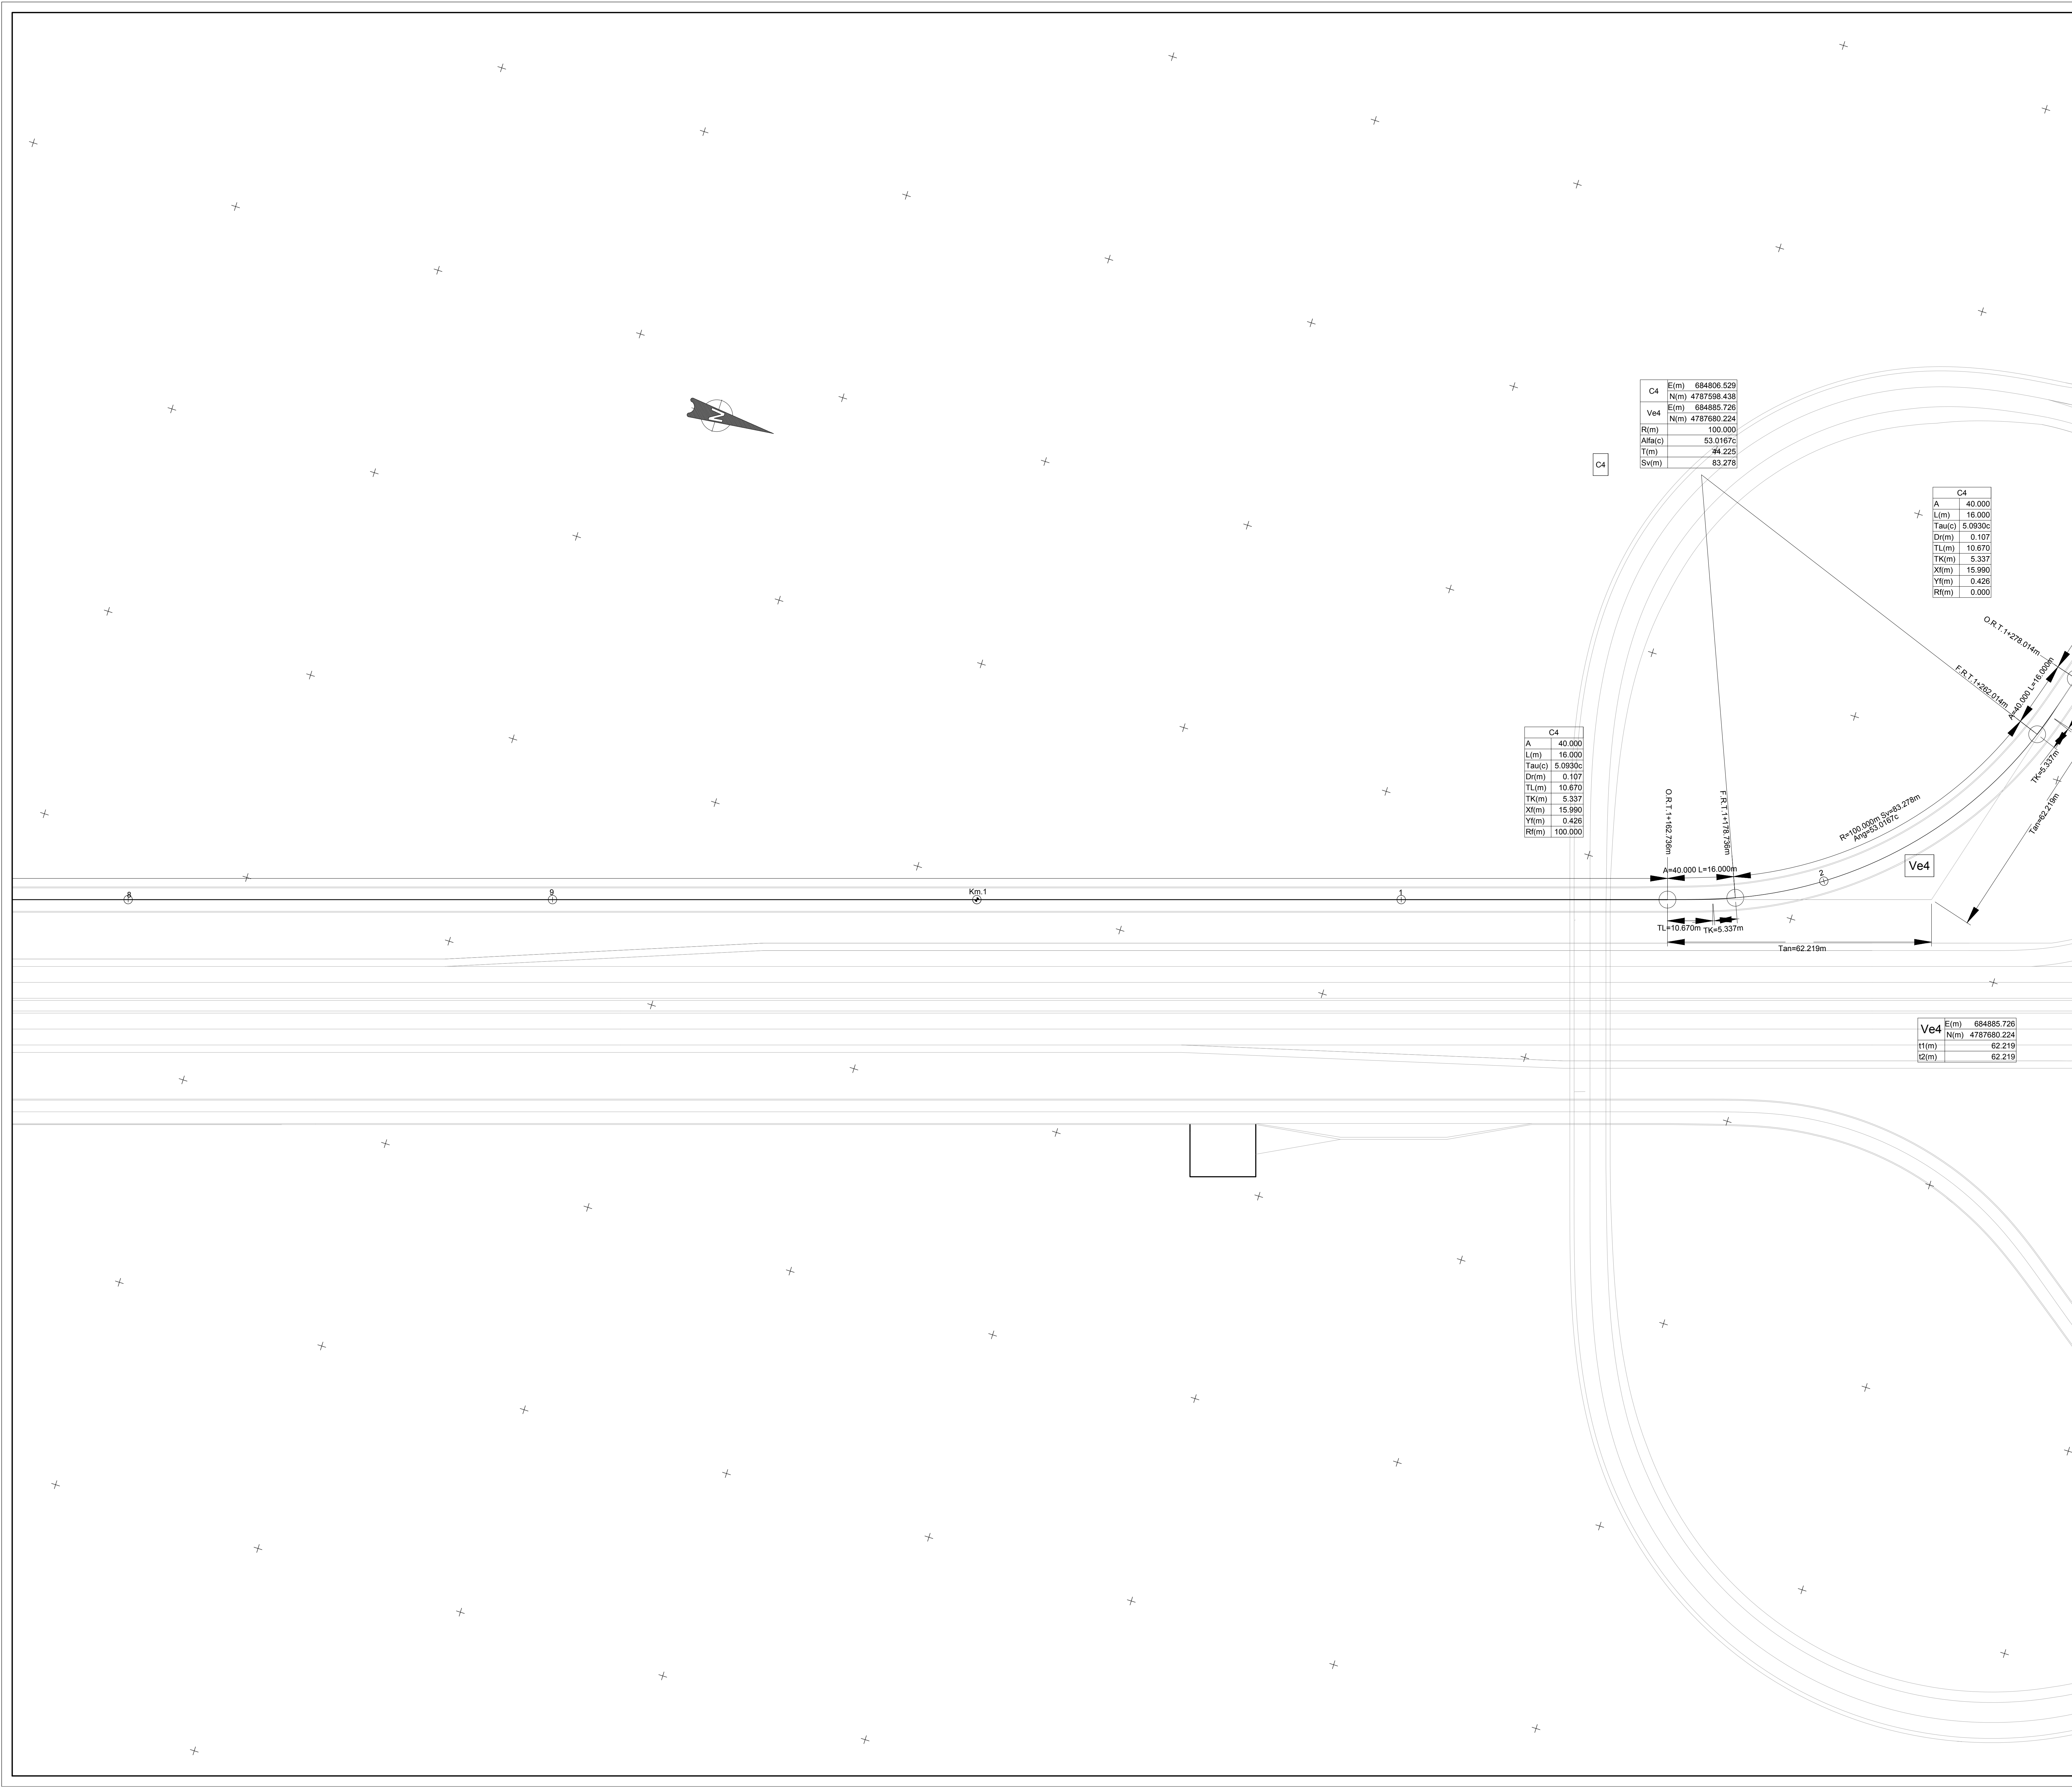 C4 E(m) 684806.529
N(m) 4787598.438
Ve4 E(m) 684885.726
N(m) 4787680.224
R(m) 100.000
Alfa(c) 53.0167c
T(m) 44.225
Sv(m) 83.278
C4
C4
A 40.000
L(m) 16.000
Tau(c) 5.0930c
Dr(m) 0.107
TL(m) 10.670
TK(m) 5.337
Xf(m) 15.990
Yf(m) 0.426
Rf(m) 0.000
O.R.T.1+278.014m
F.R.T.1+262.014m
A=40.000 L=16.000m
C4
A 40.000
L(m) 16.000
Tau(c) 5.0930c
Dr(m) 0.107
TL(m) 10.670
TK(m) 5.337
Xf(m) 15.990
Yf(m) 0.426
Rf(m) 100.000
O.R.T.1+162.736m
F.R.T.1+178.736m
TK=5.337m
Tan=62.219m
R=100.000m Sv=83.278m
Ang=53.0167c
Ve4
A=40.000 L=16.000m
8
9
Km.1
1
2
TL=10.670m
TK=5.337m
Tan=62.219m
Ve4 E(m) 684885.726
N(m) 4787680.224
t1(m) 62.219
t2(m) 62.219
N